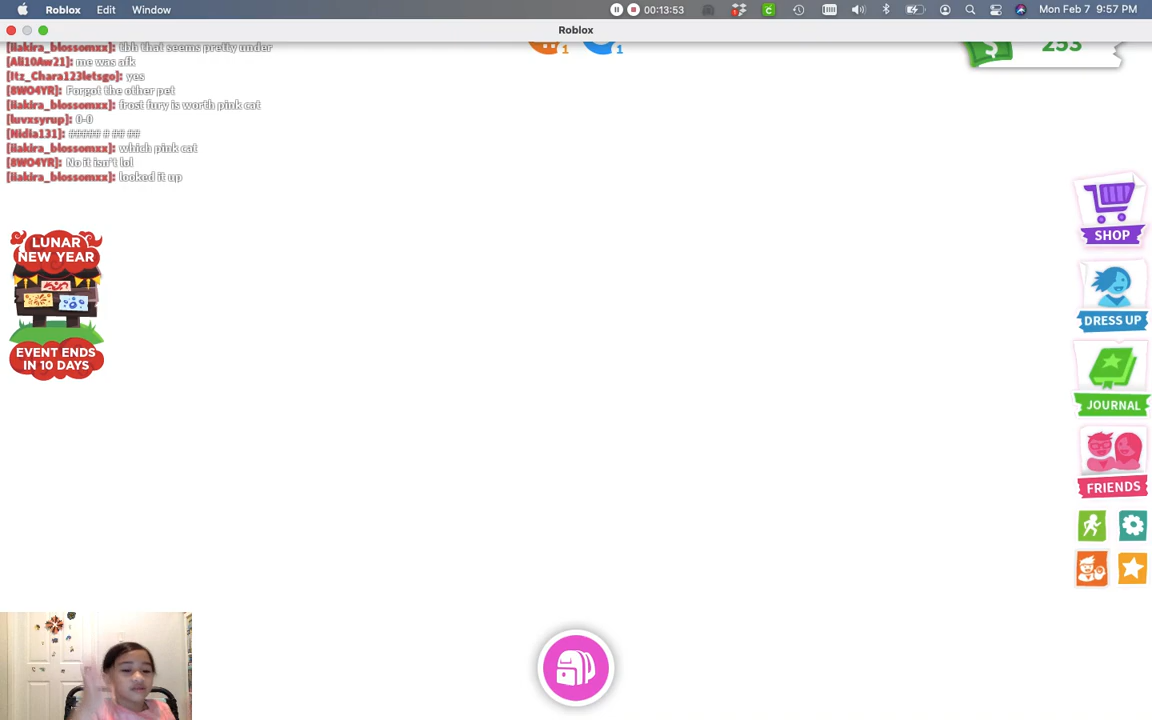 Roblox Edit Window 00:13:53 Mon Feb 7 9:57 PM
Roblox
[iiakira_blossomxx]: tbh that seems pretty under
[Ali10Aw21]: me was afk
[Itz_Chara123letsgo]: yes
[8WO4YR]: Forgot the other pet
[iiakira_blossomxx]: frost fury is worth pink cat
[luvxsyrup]: 0-0
[Nidia131]: ##### # ## ##
[iiakira_blossomxx]: which pink cat
[8WO4YR]: No it isn't lol
[iiakira_blossomxx]: looked it up
1
1
$ 253
LUNAR
NEW YEAR
EVENT ENDS
IN 10 DAYS
SHOP
DRESS UP
JOURNAL
FRIENDS